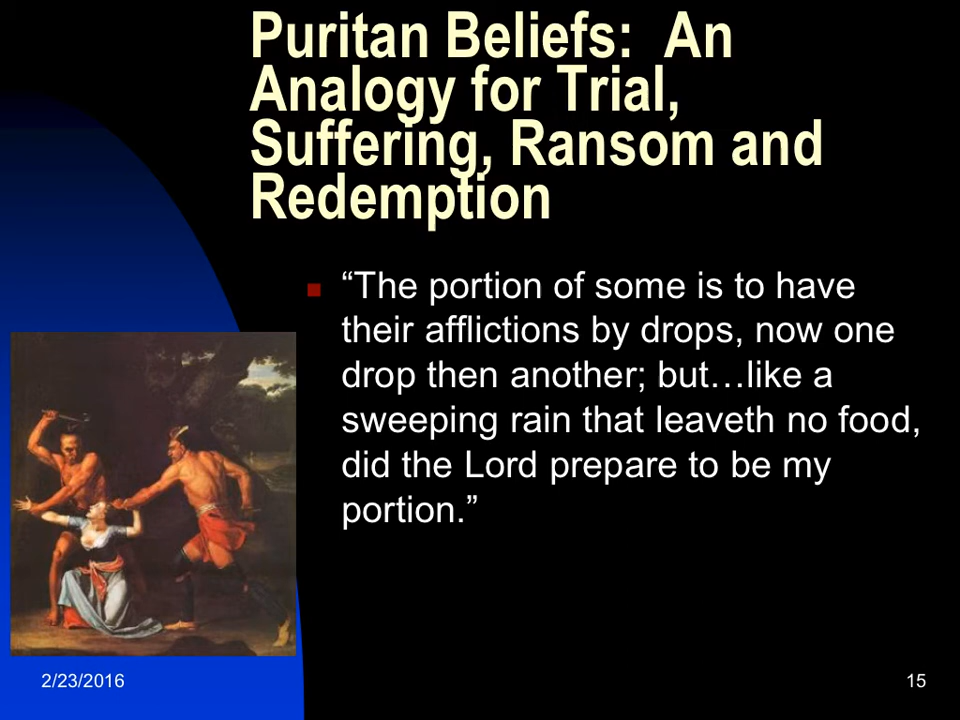 Puritan Beliefs:  An
Analogy for Trial,
Suffering, Ransom and
Redemption
“The portion of some is to have
their afflictions by drops, now one
drop then another; but…like a
sweeping rain that leaveth no food,
did the Lord prepare to be my
portion.”
2/23/2016
15